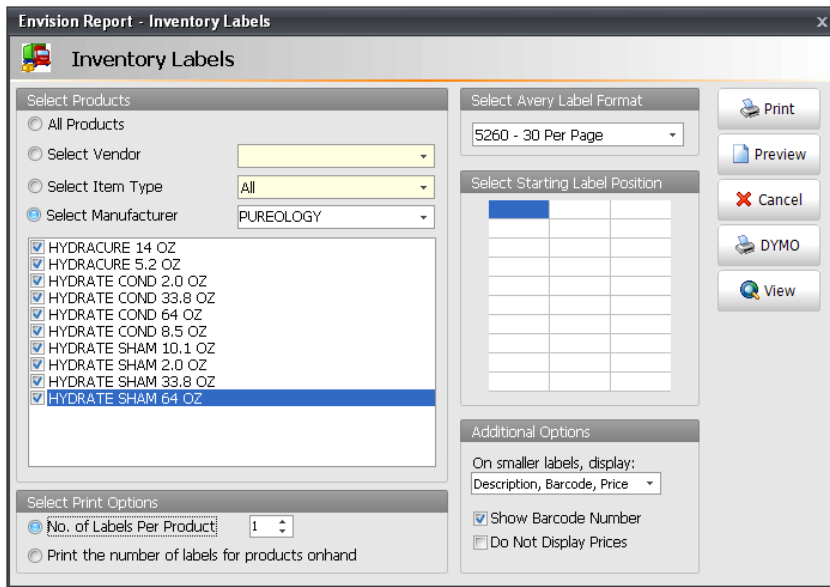 Envision Report - Inventory Labels
x
Inventory Labels
Select Products
All Products
Select Vendor
Select Item Type
All
Select Manufacturer
PUREOLOGY
HYDRACURE 14 OZ
HYDRACURE 5.2 OZ
HYDRATE COND 2.0 OZ
HYDRATE COND 33.8 OZ
HYDRATE COND 64 OZ
HYDRATE COND 8.5 OZ
HYDRATE SHAM 10.1 OZ
HYDRATE SHAM 2.0 OZ
HYDRATE SHAM 33.8 OZ
HYDRATE SHAM 64 OZ
Select Print Options
No. of Labels Per Product
1
Print the number of labels for products onhand
Select Avery Label Format
5260 - 30 Per Page
Select Starting Label Position
Additional Options
On smaller labels, display:
Description, Barcode, Price
Show Barcode Number
Do Not Display Prices
Print
Preview
Cancel
DYMO
View